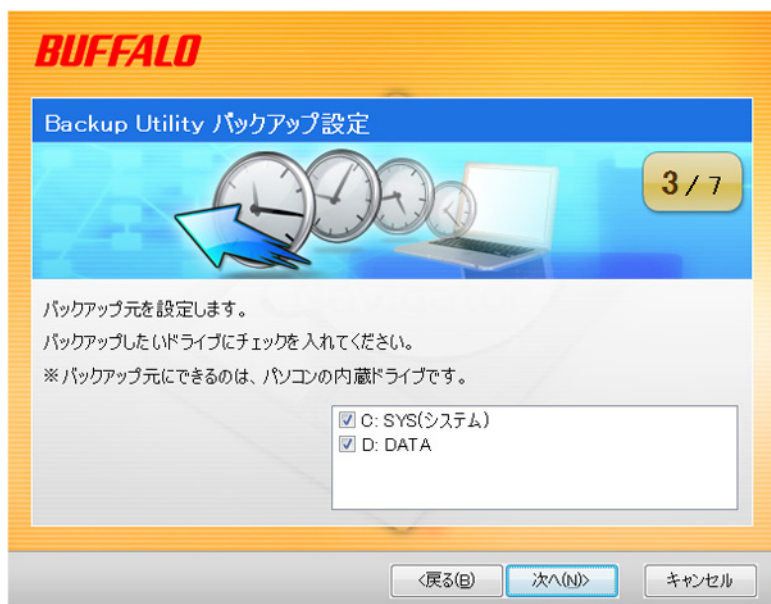 BUFFALO
Backup Utility バックアップ設定
3/7
バックアップ元を設定します。
バックアップしたいドライブにチェックを入れてください。
※バックアップ元にできるのは、パソコンの内蔵ドライブです。
C: SYS(システム)
D: DATA
<戻る(B) 次へ(N)> キャンセル